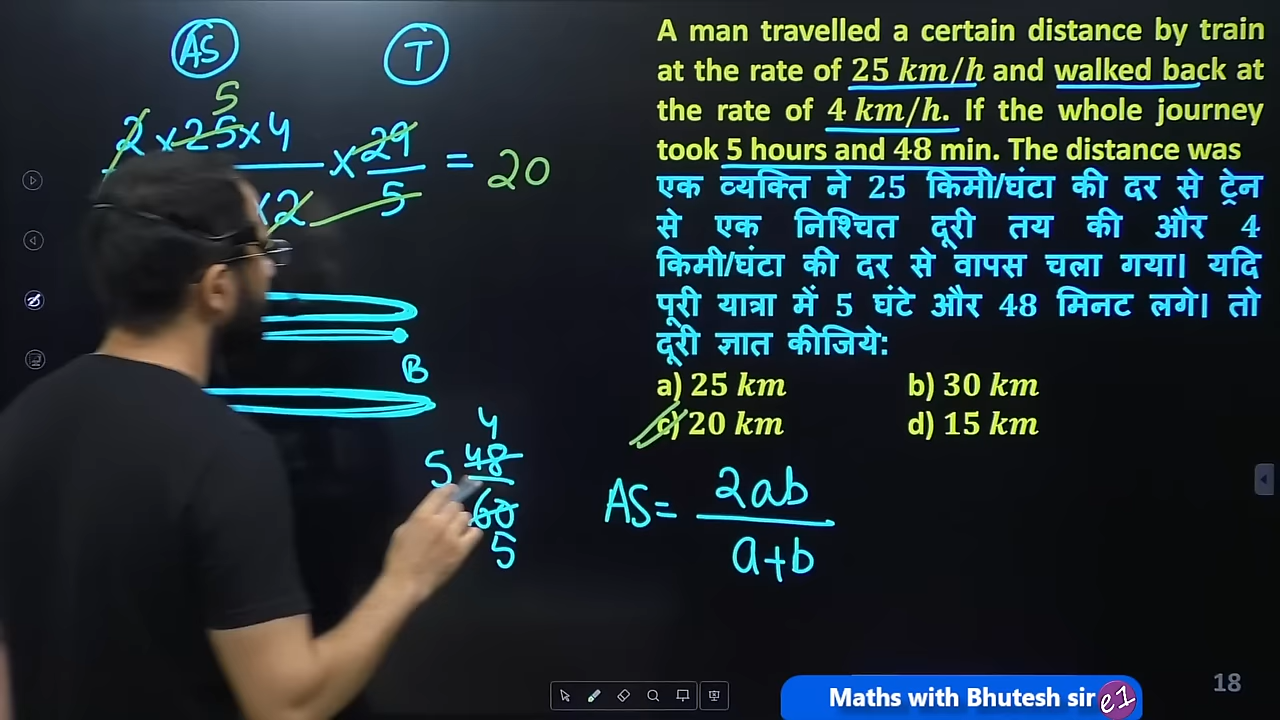 AS T
5
2 × 25 × 4 × 29 = 20
× 2 5
B
4
5 48
60
5
A man travelled a certain distance by train
at the rate of 25 km/h and walked back at
the rate of 4 km/h. If the whole journey
took 5 hours and 48 min. The distance was
एक व्यक्ति ने 25 किमी/घंटा की दर से ट्रेन
से एक निश्चित दूरी तय की और 4
किमी/घंटा की दर से वापस चला गया। यदि
पूरी यात्रा में 5 घंटे और 48 मिनट लगे। तो
दूरी ज्ञात कीजिये:
a) 25 km b) 30 km
c) 20 km d) 15 km
AS = 2ab
a+b
Maths with Bhutesh sir e1
18